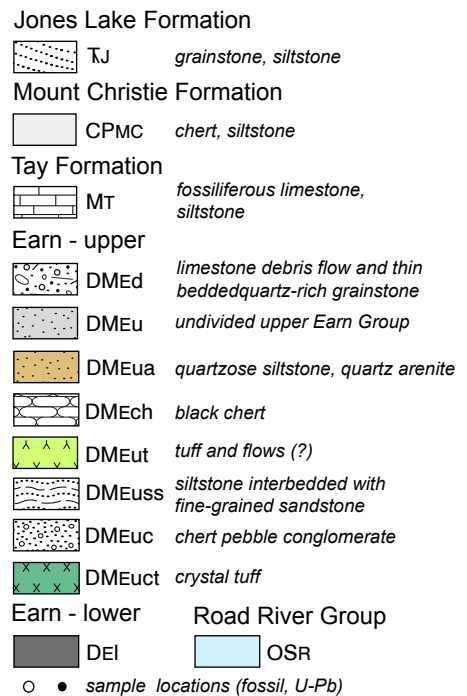 Jones Lake Formation
TJ grainstone, siltstone
Mount Christie Formation
CPMC chert, siltstone
Tay Formation
MT fossiliferous limestone,
siltstone
Earn - upper
DMEd limestone debris flow and thin
beddedquartz-rich grainstone
DMEu undivided upper Earn Group
DMEua quartzose siltstone, quartz arenite
DMEch black chert
DMEut tuff and flows (?)
DMEuss siltstone interbedded with
fine-grained sandstone
DMEuc chert pebble conglomerate
DMEuct crystal tuff
Earn - lower Road River Group
DEl OSR
sample locations (fossil, U-Pb)